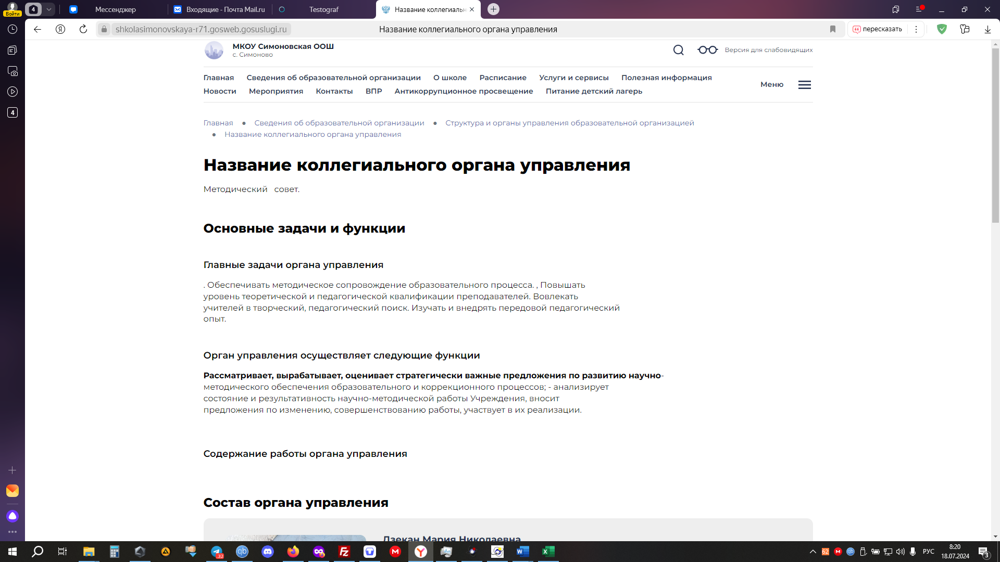 Войти
4
Мессенджер
Входящие - Почта Mail.ru
Testograf
Название коллегиальн
shkolasimonovskaya-r71.gosweb.gosuslugi.ru
Название коллегиального органа управления
пересказать
4
МКОУ Симоновская ООШ
с. Симоново
Версия для слабовидящих
Главная Сведения об образовательной организации О школе Расписание Услуги и сервисы Полезная информация
Новости Мероприятия Контакты ВПР Антикоррупционное просвещение Питание детский лагерь
Меню
Главная • Сведения об образовательной организации • Структура и органы управления образовательной организацией
• Название коллегиального органа управления
Название коллегиального органа управления
Методический совет.
Основные задачи и функции
Главные задачи органа управления
. Обеспечивать методическое сопровождение образовательного процесса. , Повышать
уровень теоретической и педагогической квалификации преподавателей. Вовлекать
учителей в творческий, педагогический поиск. Изучать и внедрять передовой педагогический
опыт.
Орган управления осуществляет следующие функции
Рассматривает, вырабатывает, оценивает стратегически важные предложения по развитию научно-
методического обеспечения образовательного и коррекционного процессов; - анализирует
состояние и результативность научно-методической работы Учреждения, вносит
предложения по изменению, совершенствованию работы, участвует в их реализации.
Содержание работы органа управления
Состав органа управления
Дзекан Мария Николаевна
РУС
8:20
18.07.2024
3